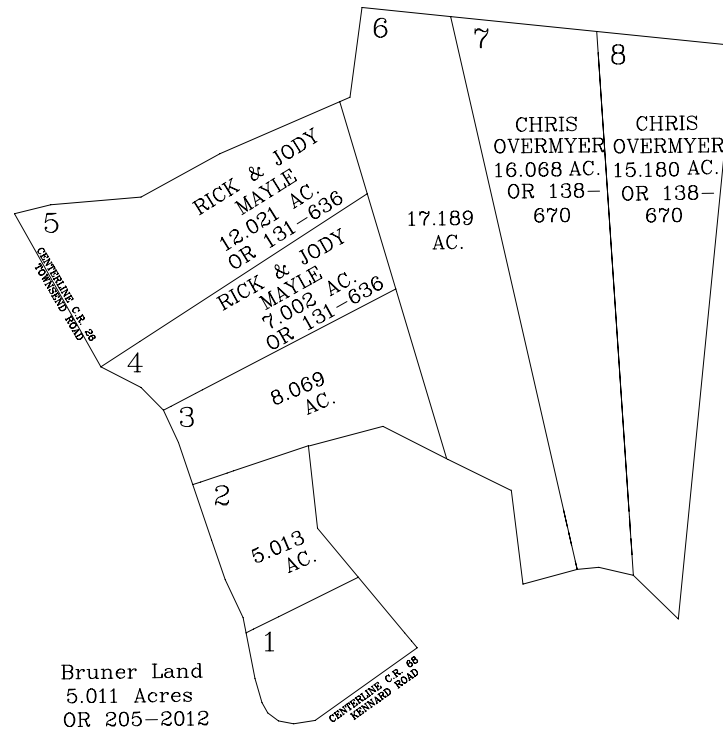 6
7
8
CHRIS
OVERMYER
16.068 AC.
OR 138-
670
CHRIS
OVERMYER
15.180 AC.
OR 138-
670
5
RICK & JODY
MAYLE
12.021 AC.
OR 131-636
17.189
AC.
CENTERLINE C.R. 26
TOWNSEND ROAD
RICK & JODY
MAYLE
7.002 AC.
OR 131-636
4
3
8.069
AC.
2
5.013
AC.
1
Bruner Land
5.011 Acres
OR 205-2012
CENTERLINE C.R. 68
KENNARD ROAD